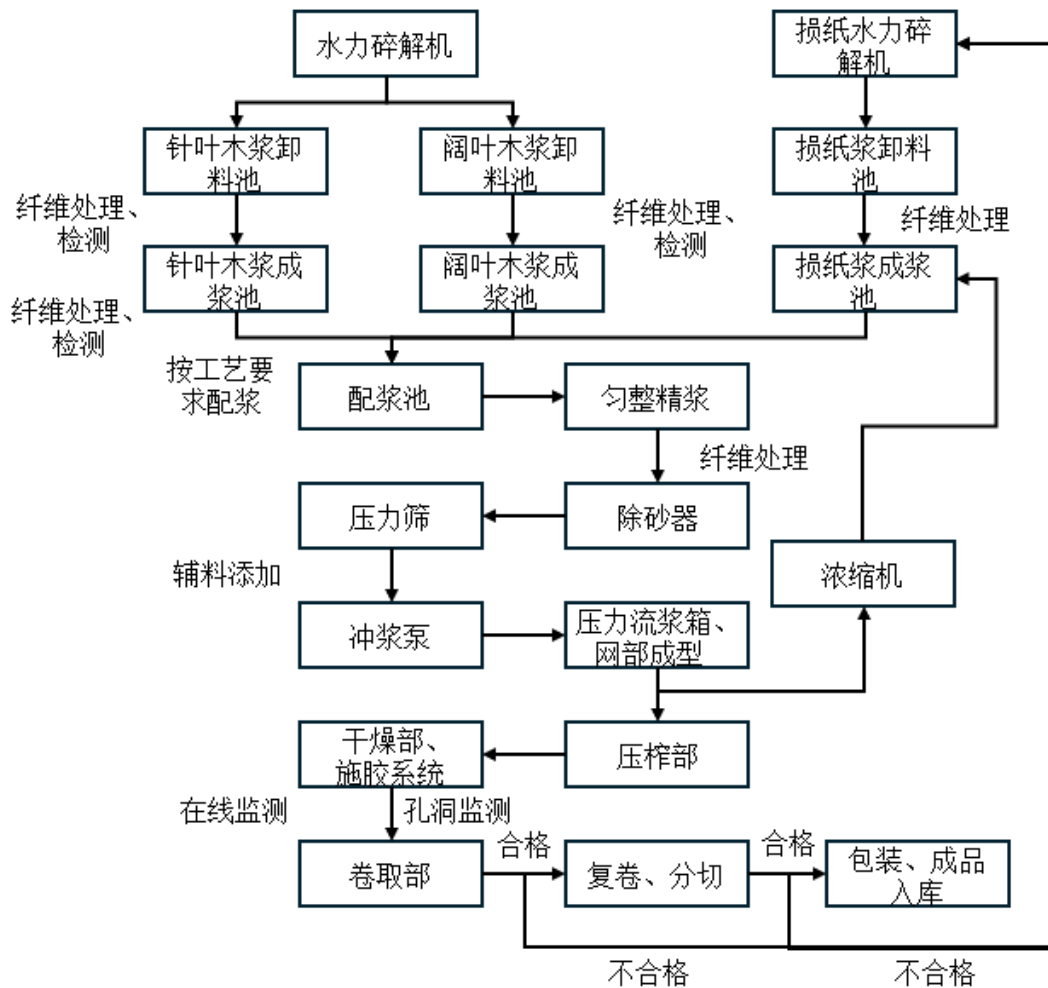 水力碎解机
损纸水力碎
解机
针叶木浆卸
料池
阔叶木浆卸
料池
损纸浆卸料
池
纤维处理、
检测
纤维处理、
检测
纤维处理
针叶木浆成
浆池
阔叶木浆成
浆池
损纸浆成浆
池
纤维处理、
检测
按工艺要
求配浆
配浆池
匀整精浆
纤维处理
压力筛
除砂器
辅料添加
浓缩机
冲浆泵
压力流浆箱、
网部成型
干燥部、
施胶系统
压榨部
在线监测
孔洞监测
卷取部
合格
复卷、分切
合格
包装、成品
入库
不合格
不合格